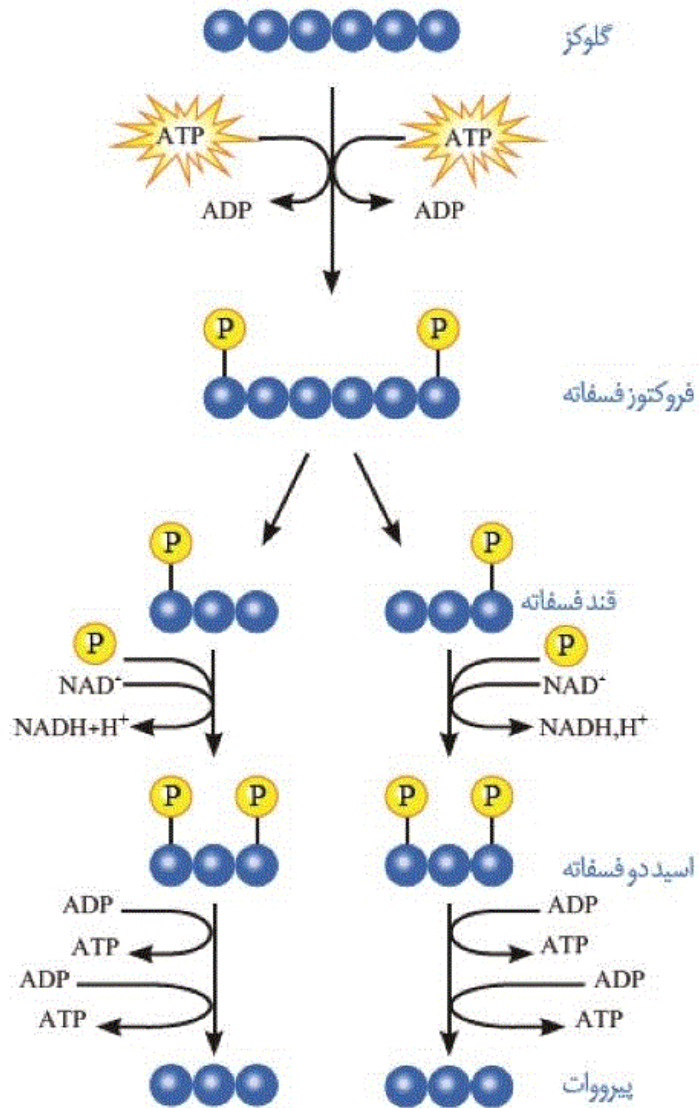 گلوکز
ATP ATP
ADP ADP
P P
فروکتوز فسفاته
P P
قند فسفاته
P P
NAD⁺ NAD⁺
NADH+H⁺ NADH,H⁺
P P P P
اسید دو فسفاته
ADP ADP
ATP ATP
ADP ADP
ATP ATP
پیرووات